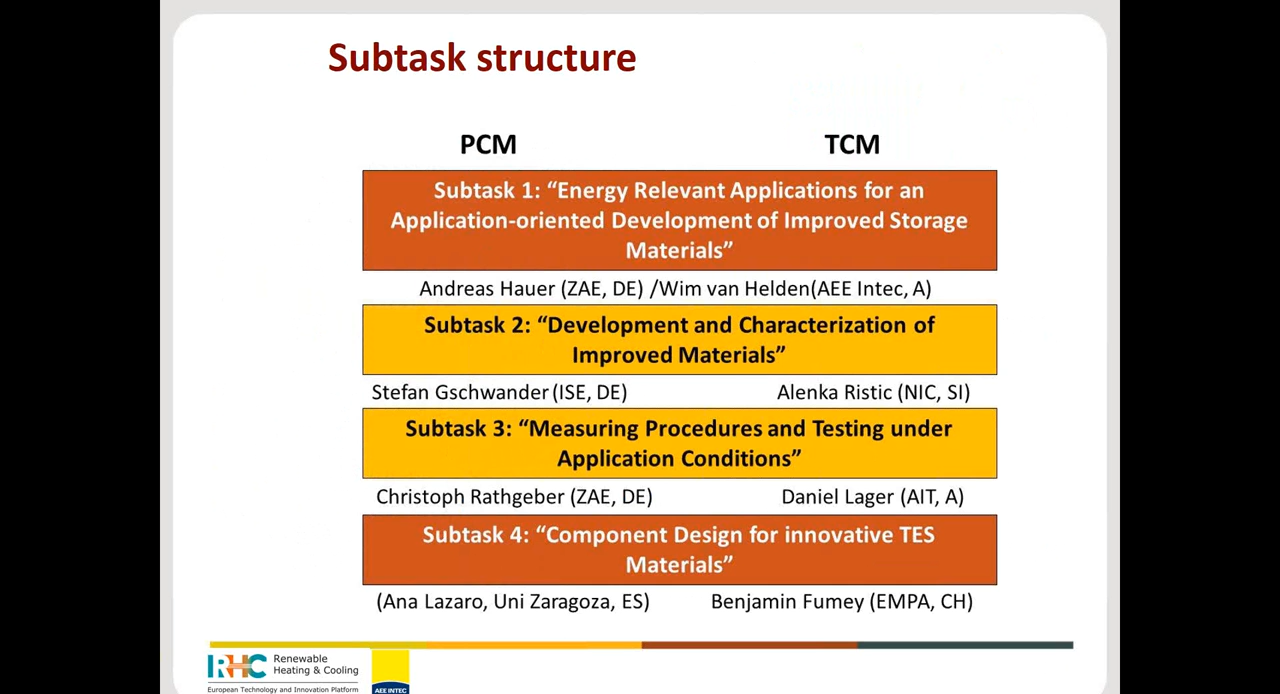 Subtask structure
PCM TCM
Subtask 1: “Energy Relevant Applications for an
Application-oriented Development of Improved Storage
Materials”
Andreas Hauer (ZAE, DE) /Wim van Helden(AEE Intec, A)
Subtask 2: “Development and Characterization of
Improved Materials”
Stefan Gschwander (ISE, DE) Alenka Ristic (NIC, SI)
Subtask 3: “Measuring Procedures and Testing under
Application Conditions”
Christoph Rathgeber (ZAE, DE) Daniel Lager (AIT, A)
Subtask 4: “Component Design for innovative TES
Materials”
(Ana Lazaro, Uni Zaragoza, ES) Benjamin Fumey (EMPA, CH)
RHC Renewable
Heating & Cooling
European Technology and Innovation Platform
AEE INTEC